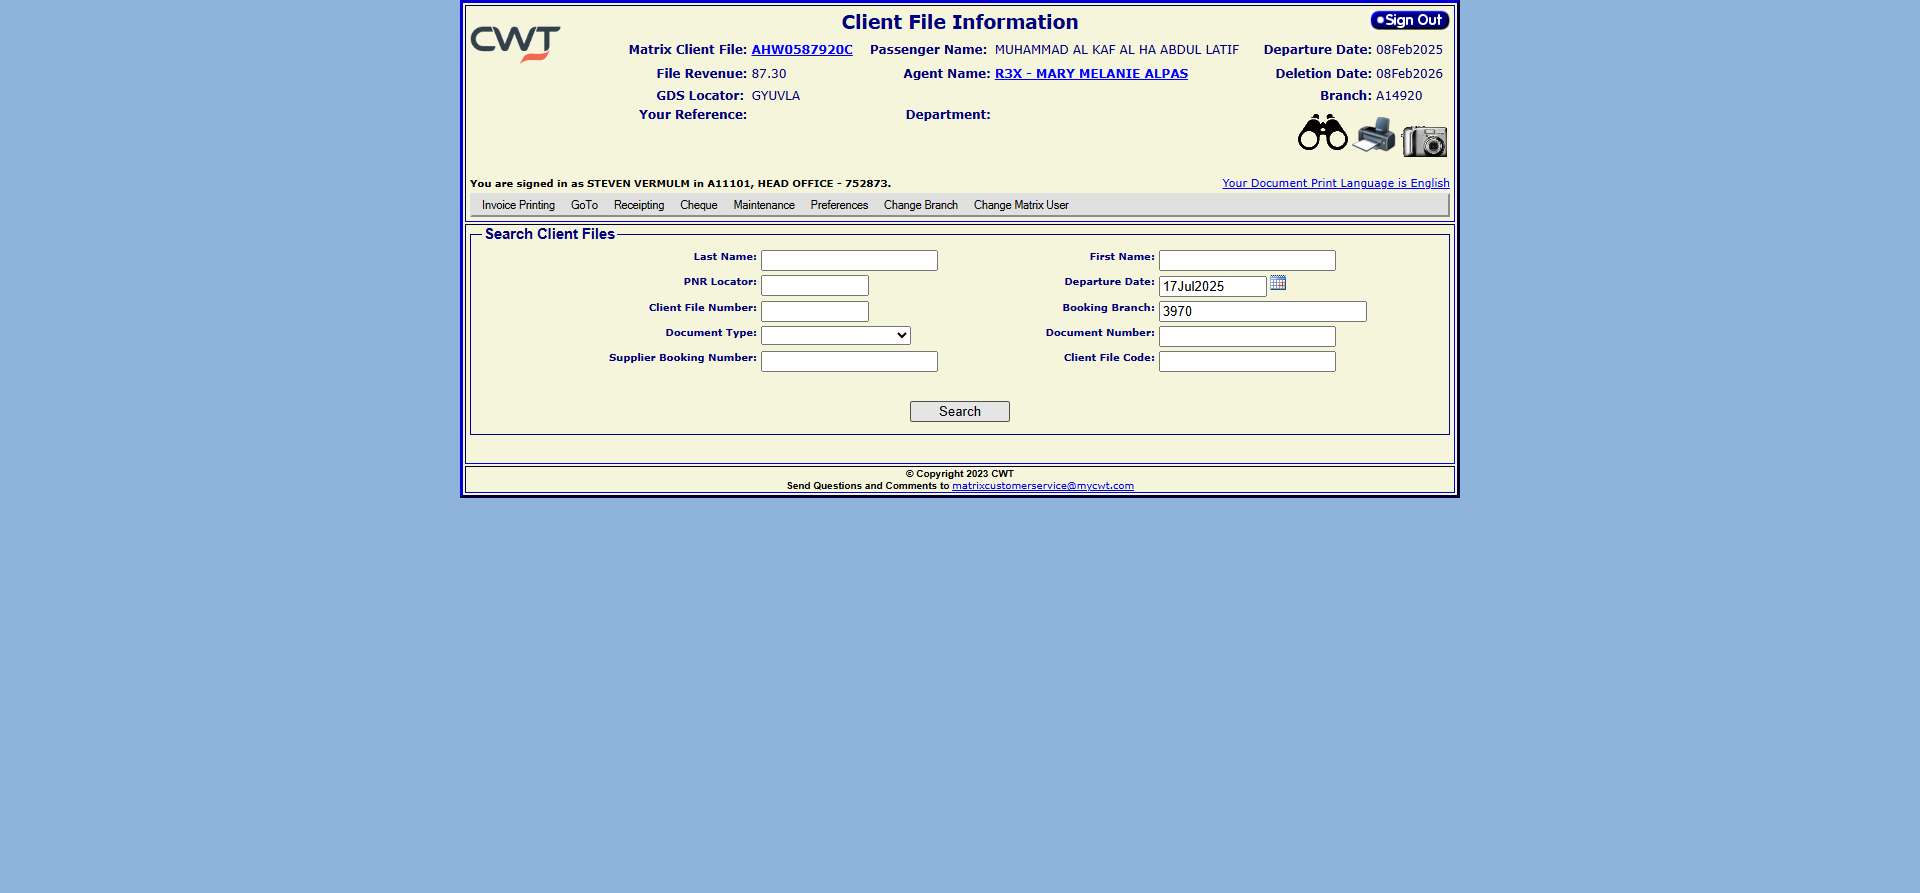 Client File Information
Sign Out
CWT
Matrix Client File: AHW0587920C Passenger Name: MUHAMMAD AL KAF AL HA ABDUL LATIF Departure Date: 08Feb2025
File Revenue: 87.30 Agent Name: R3X - MARY MELANIE ALPAS Deletion Date: 08Feb2026
GDS Locator: GYUVLA Branch: A14920
Your Reference: Department:
You are signed in as STEVEN VERMULM in A11101, HEAD OFFICE - 752873. Your Document Print Language is English
Invoice Printing GoTo Receipting Cheque Maintenance Preferences Change Branch Change Matrix User
Search Client Files
Last Name: First Name:
PNR Locator: Departure Date: 17Jul2025
Client File Number: Booking Branch: 3970
Document Type: Document Number:
Supplier Booking Number: Client File Code:
Search
© Copyright 2023 CWT
Send Questions and Comments to matrixcustomerservice@mycwt.com